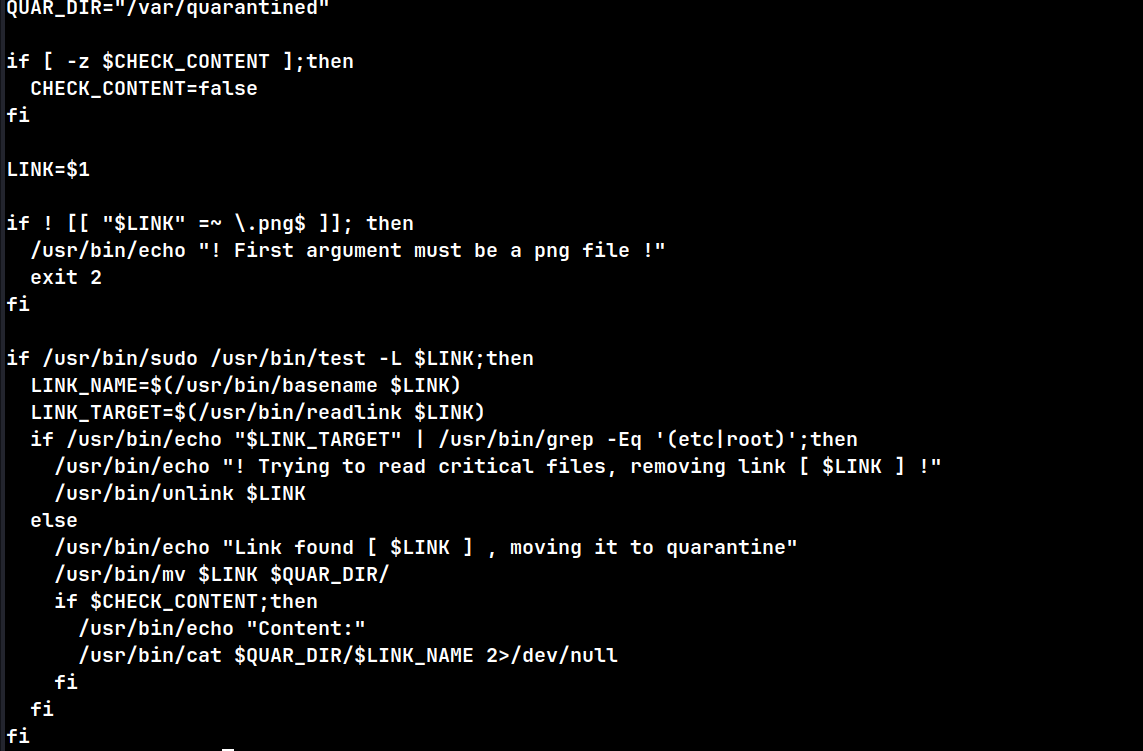 QUAR_DIR="/var/quarantined"
if [ -z $CHECK_CONTENT ];then
  CHECK_CONTENT=false
fi
LINK=$1
if ! [[ "$LINK" =~ \.png$ ]]; then
  /usr/bin/echo "! First argument must be a png file !"
  exit 2
fi
if /usr/bin/sudo /usr/bin/test -L $LINK;then
  LINK_NAME=$(/usr/bin/basename $LINK)
  LINK_TARGET=$(/usr/bin/readlink $LINK)
  if /usr/bin/echo "$LINK_TARGET" | /usr/bin/grep -Eq '(etc|root)';then
    /usr/bin/echo "! Trying to read critical files, removing link [ $LINK ] !"
    /usr/bin/unlink $LINK
  else
    /usr/bin/echo "Link found [ $LINK ] , moving it to quarantine"
    /usr/bin/mv $LINK $QUAR_DIR/
    if $CHECK_CONTENT;then
      /usr/bin/echo "Content:"
      /usr/bin/cat $QUAR_DIR/$LINK_NAME 2>/dev/null
    fi
  fi
fi